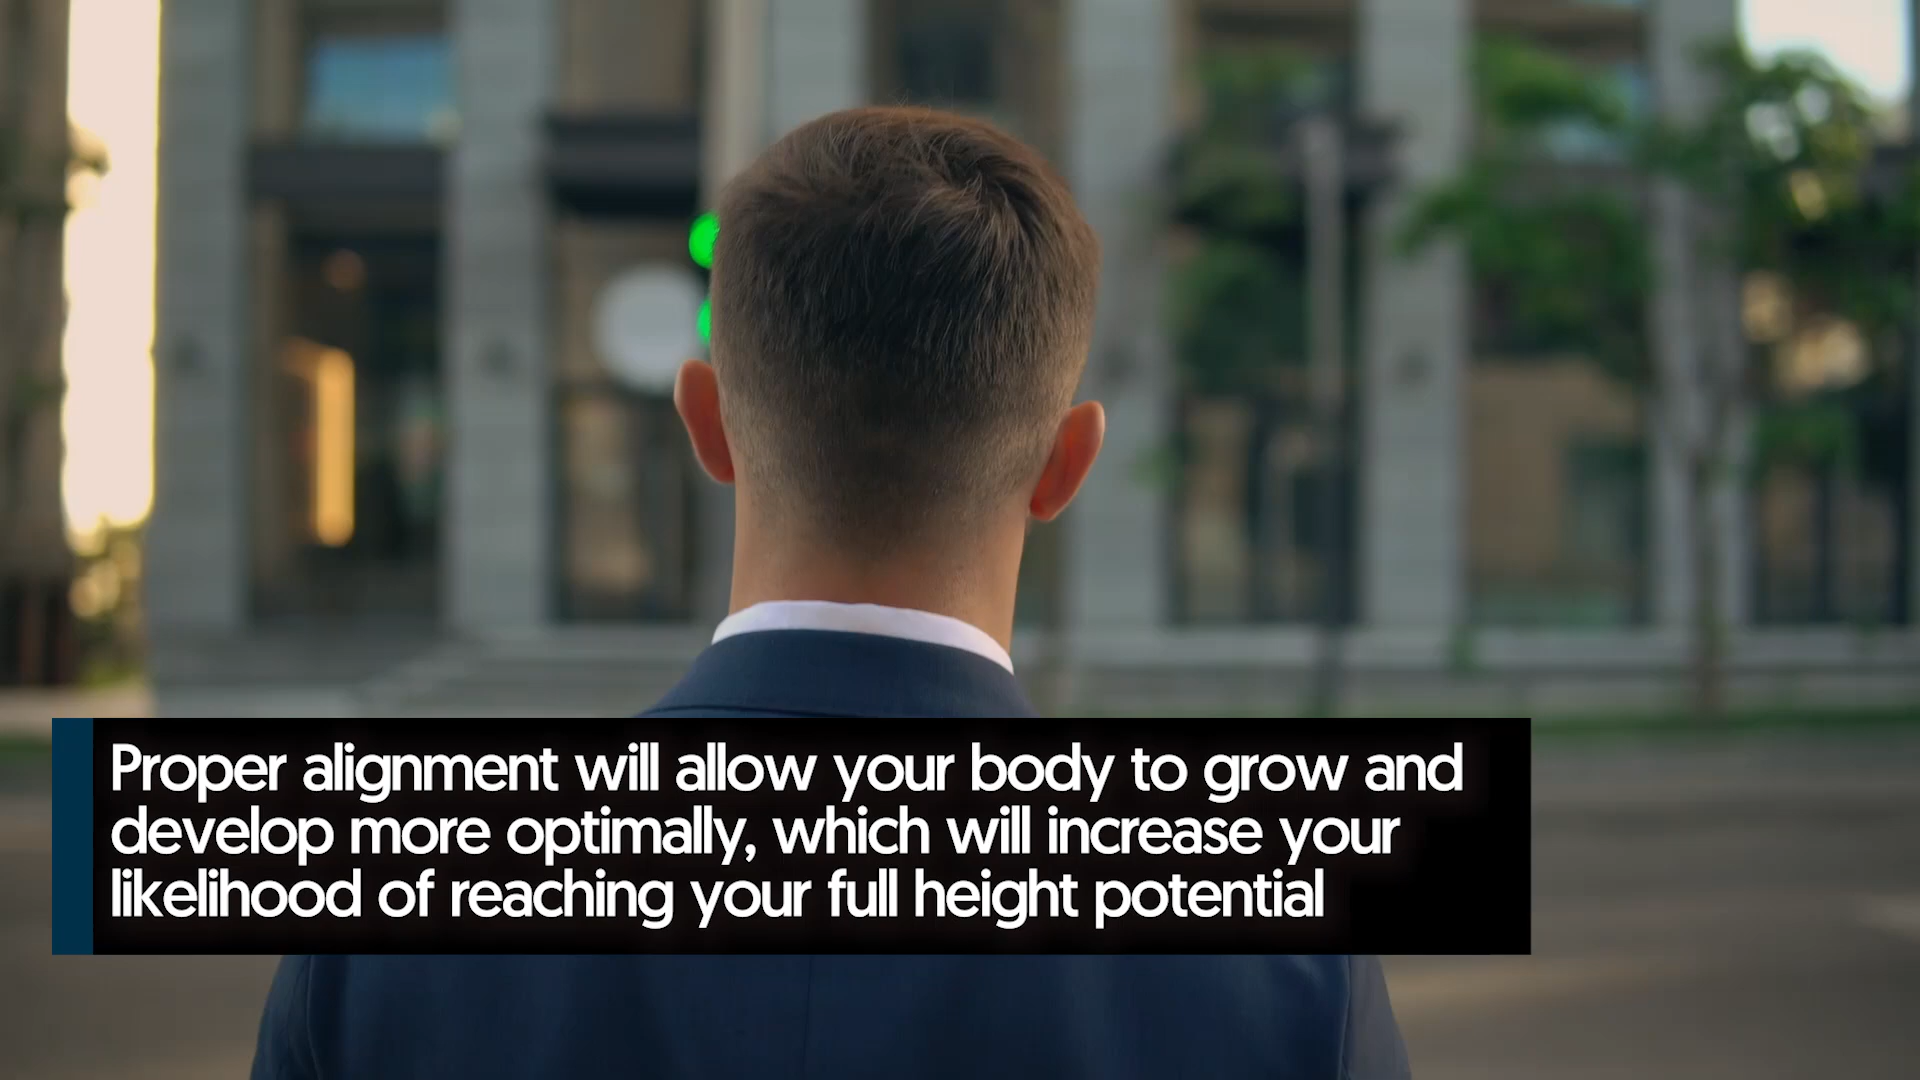 Proper alignment will allow your body to grow and
develop more optimally, which will increase your
likelihood of reaching your full height potential